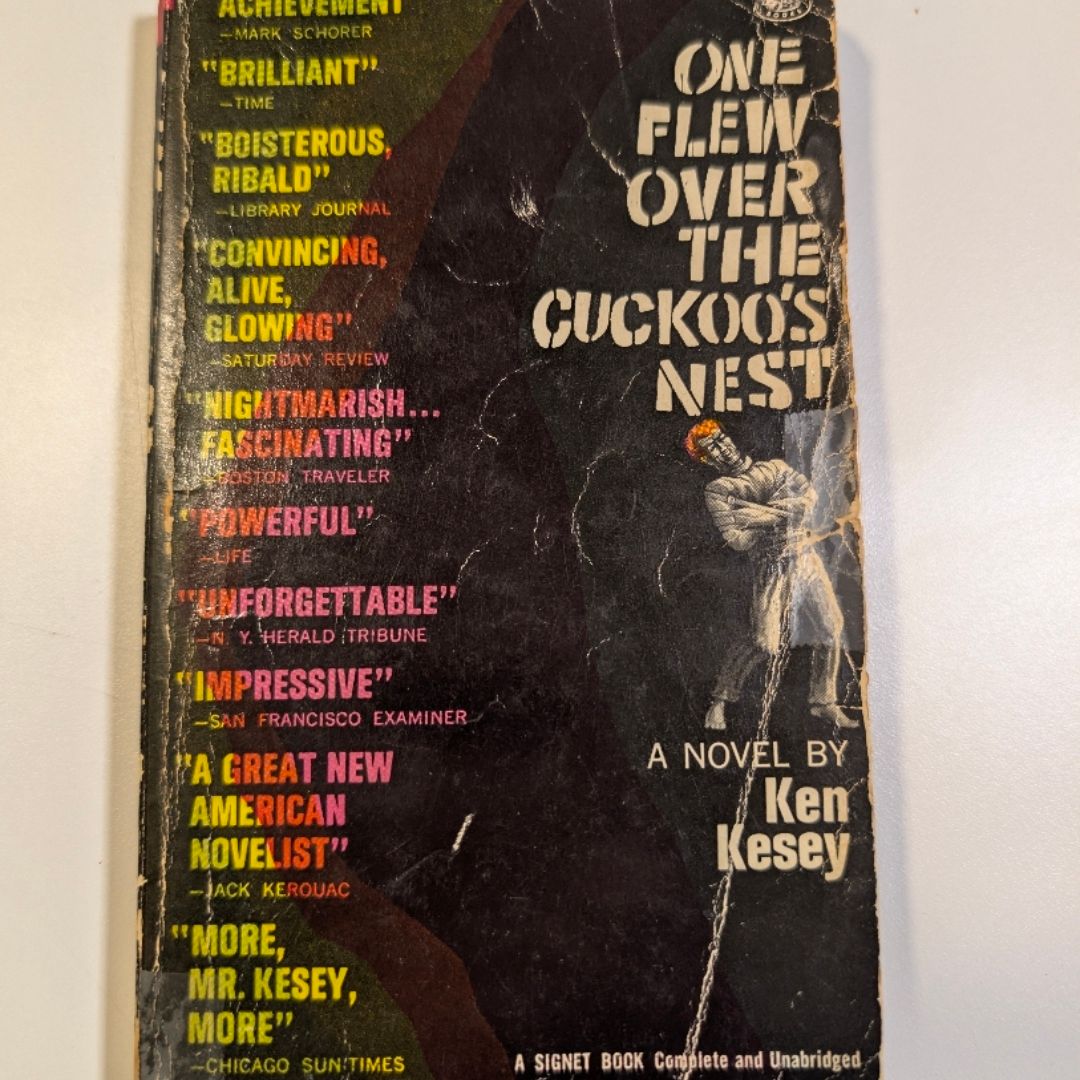 ACHIEVEMENT
—MARK SCHORER
"BRILLIANT"
—TIME
"BOISTEROUS,
RIBALD"
—LIBRARY JOURNAL
"CONVINCING,
ALIVE,
GLOWING"
—SATURDAY REVIEW
"NIGHTMARISH...
FASCINATING"
—BOSTON TRAVELER
"POWERFUL"
—LIFE
"UNFORGETTABLE"
—N. Y. HERALD TRIBUNE
"IMPRESSIVE"
—SAN FRANCISCO EXAMINER
"A GREAT NEW
AMERICAN
NOVELIST"
—JACK KEROUAC
"MORE,
MR. KESEY,
MORE"
—CHICAGO SUN-TIMES
BOOKS
ONE
FLEW
OVER
THE
CUCKOO'S
NEST
A NOVEL BY
Ken
Kesey
A SIGNET BOOK Complete and Unabridged